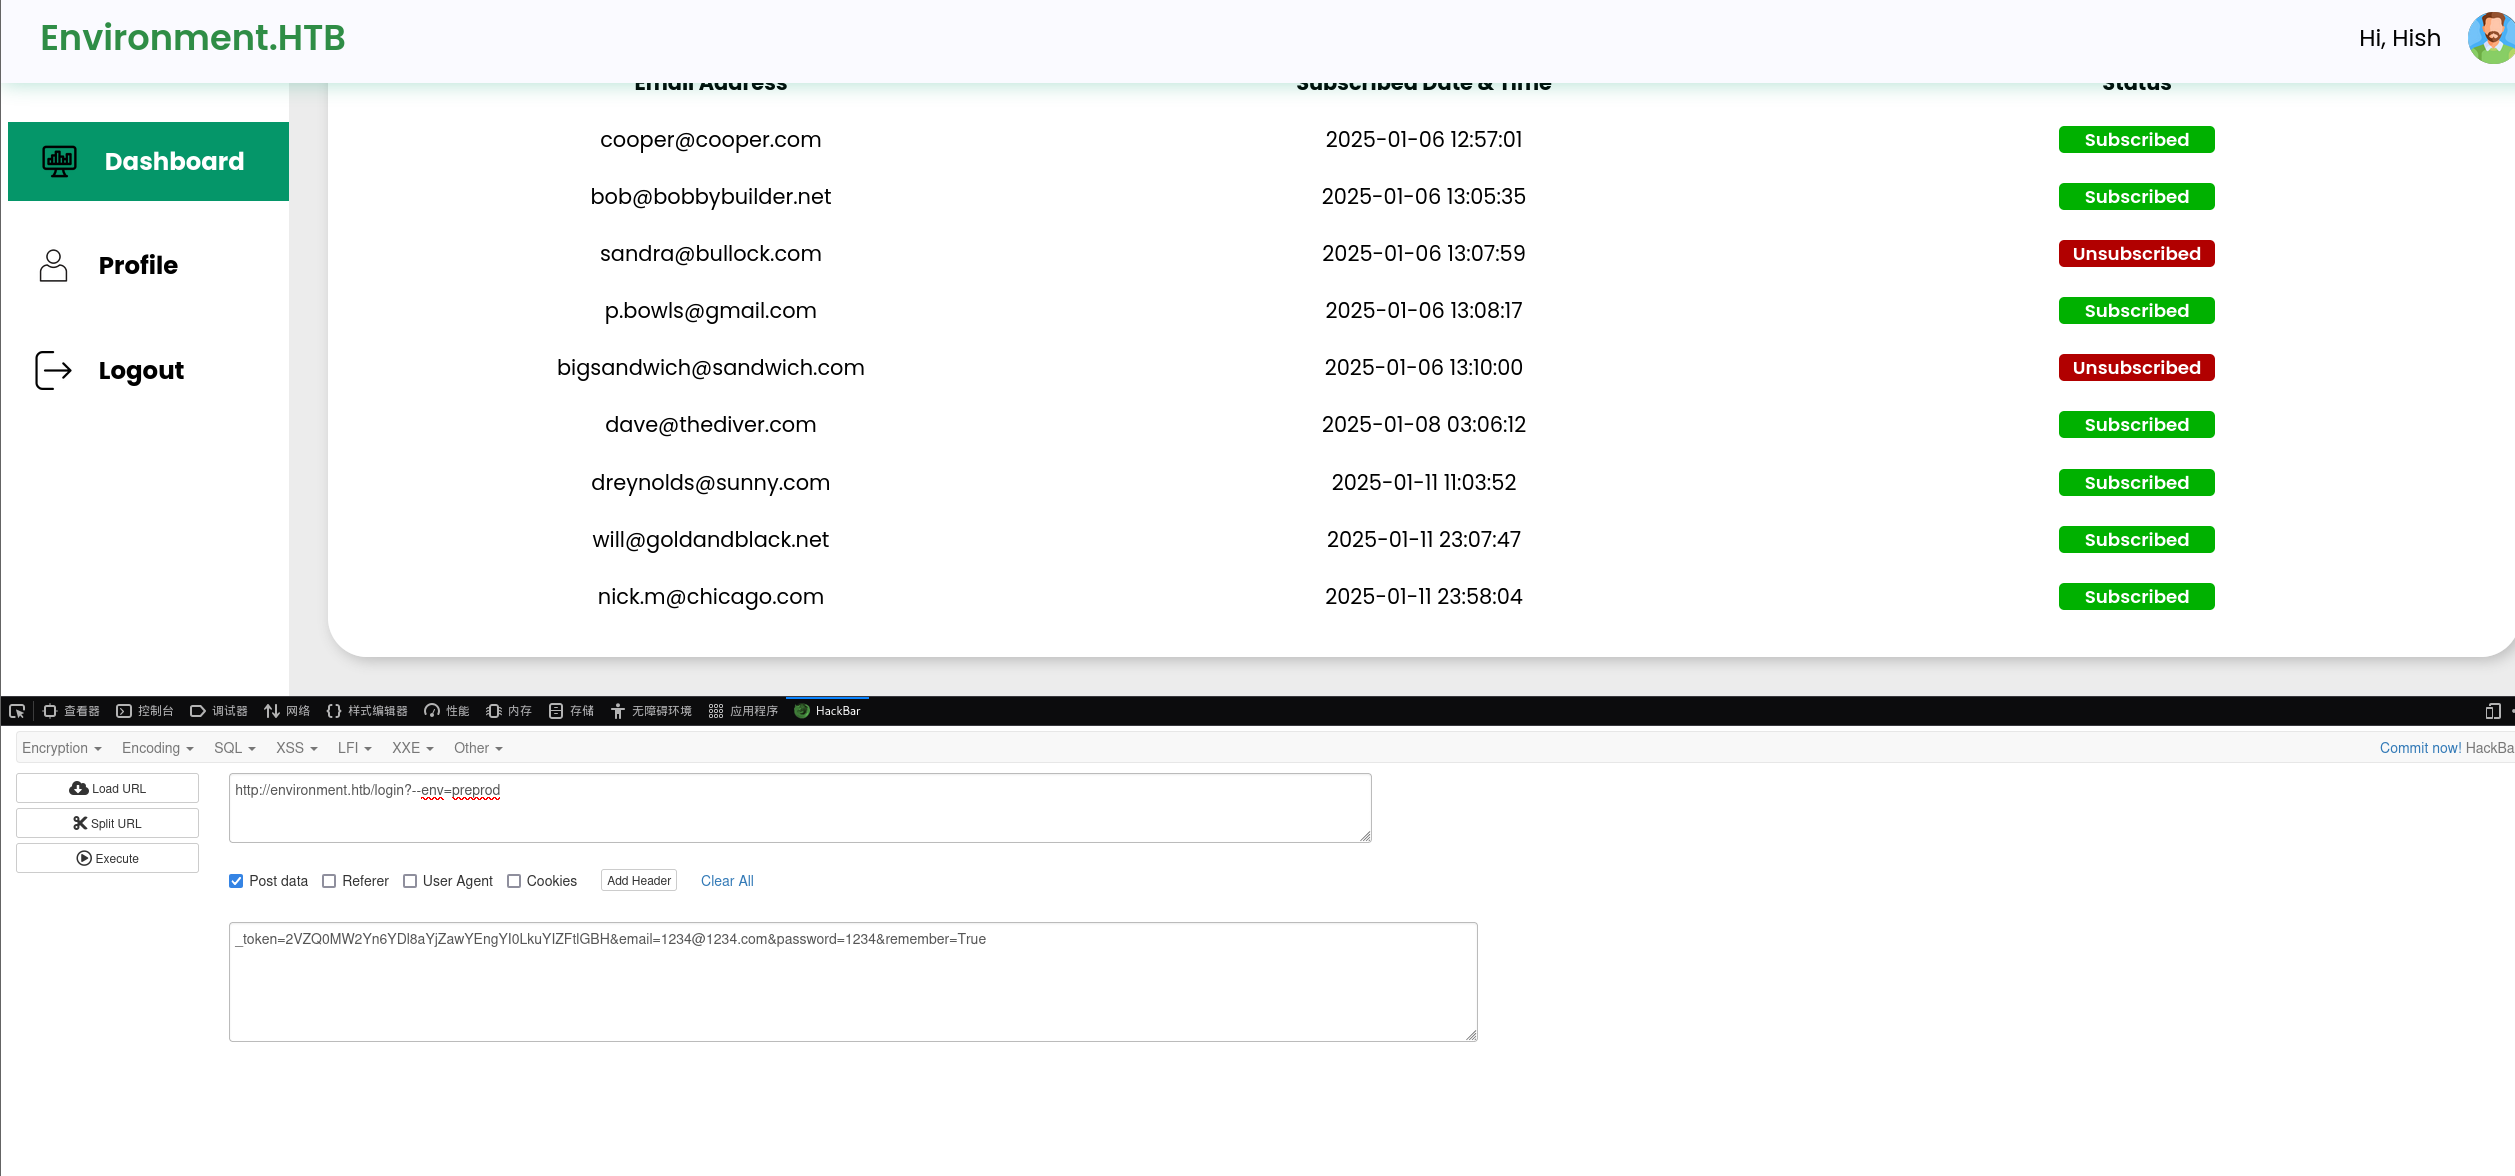 Environment.HTB
Hi, Hish
Email Address Subscribed Date & Time Status
Dashboard
Profile
Logout
cooper@cooper.com 2025-01-06 12:57:01 Subscribed
bob@bobbybuilder.net 2025-01-06 13:05:35 Subscribed
sandra@bullock.com 2025-01-06 13:07:59 Unsubscribed
p.bowls@gmail.com 2025-01-06 13:08:17 Subscribed
bigsandwich@sandwich.com 2025-01-06 13:10:00 Unsubscribed
dave@thediver.com 2025-01-08 03:06:12 Subscribed
dreynolds@sunny.com 2025-01-11 11:03:52 Subscribed
will@goldandblack.net 2025-01-11 23:07:47 Subscribed
nick.m@chicago.com 2025-01-11 23:58:04 Subscribed
查看器 控制台 调试器 网络 样式编辑器 性能 内存 存储 无障碍环境 应用程序 HackBar
Encryption Encoding SQL XSS LFI XXE Other Commit now! HackBa
Load URL
Split URL
Execute
http://environment.htb/login?--env=preprod
Post data Referer User Agent Cookies Add Header Clear All
_token=2VZQ0MW2Yn6YDl8aYjZawYEngYI0LkuYIZFtlGBH&email=1234@1234.com&password=1234&remember=True